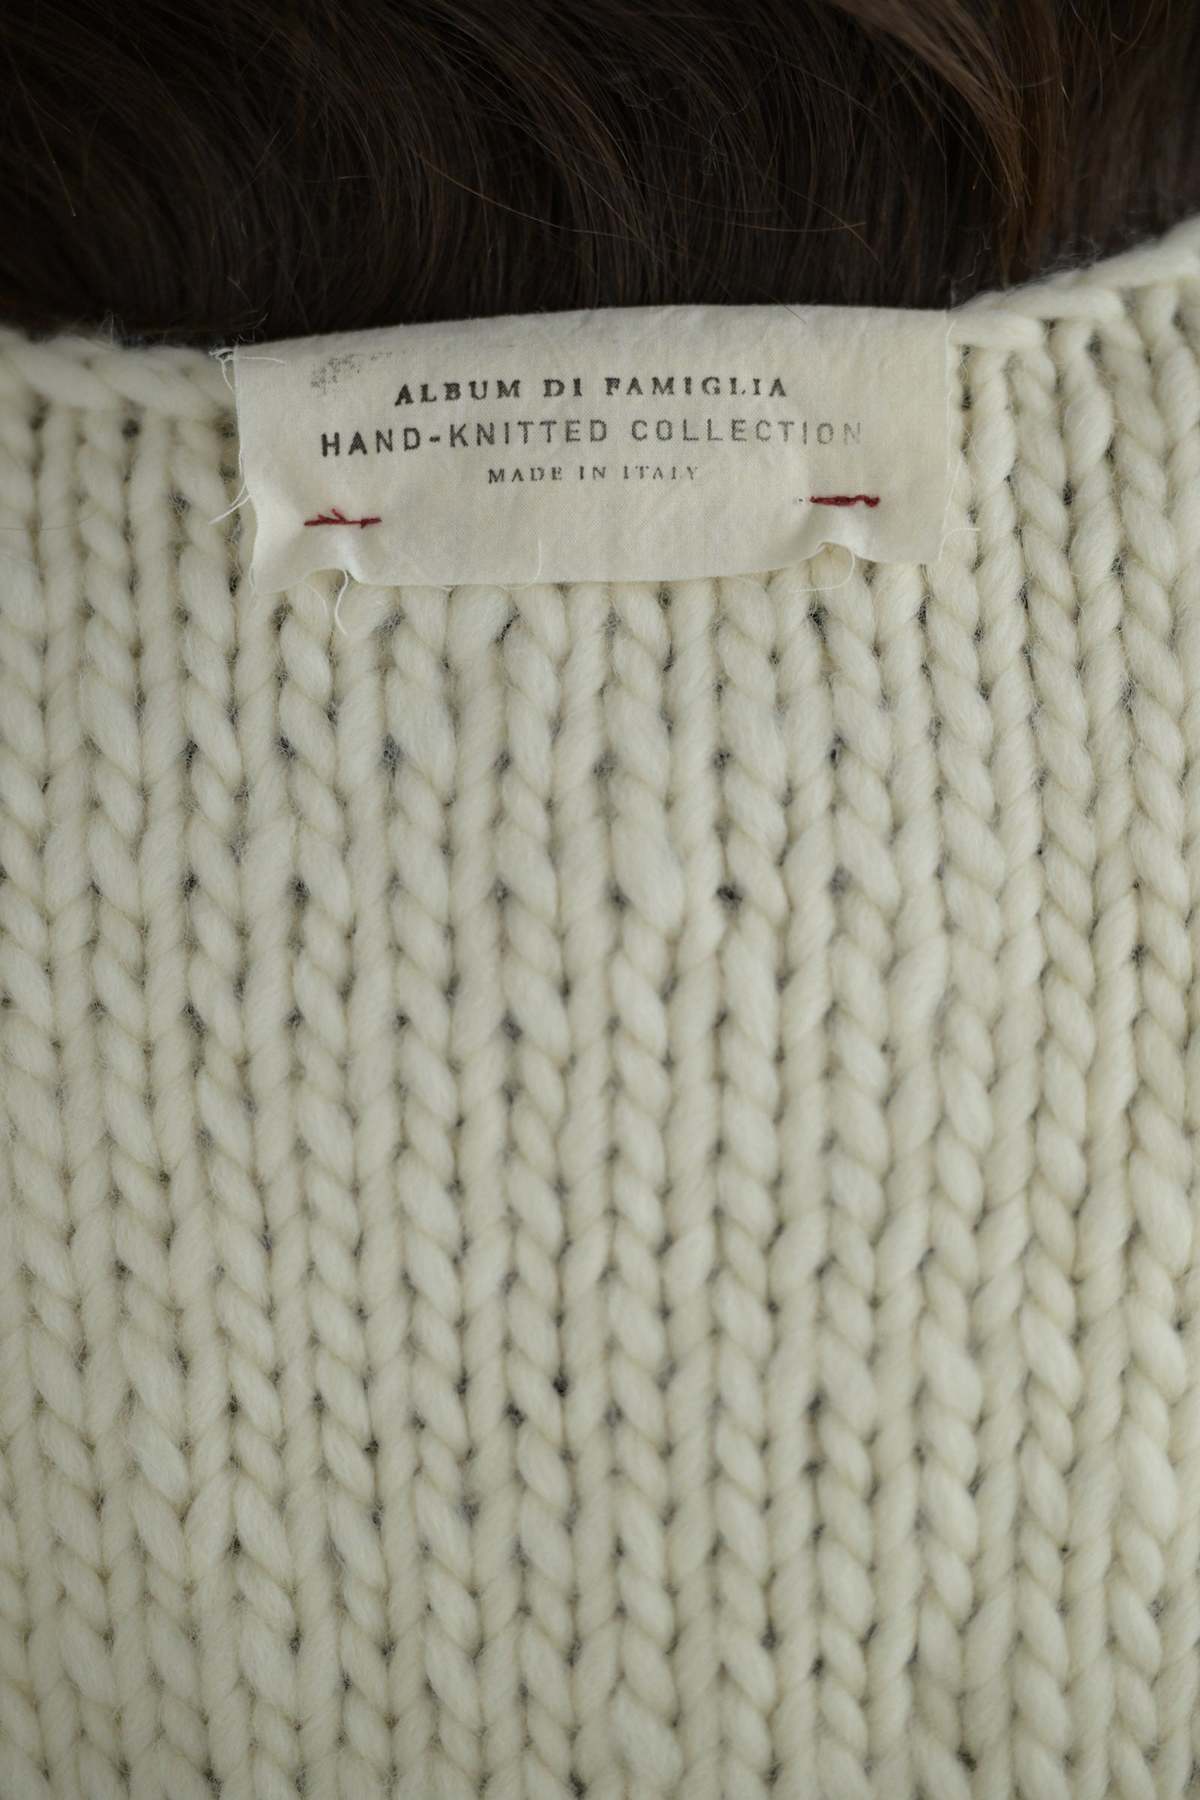 ALBUM DI FAMIGLIA
HAND-KNITTED COLLECTION
MADE IN ITALY